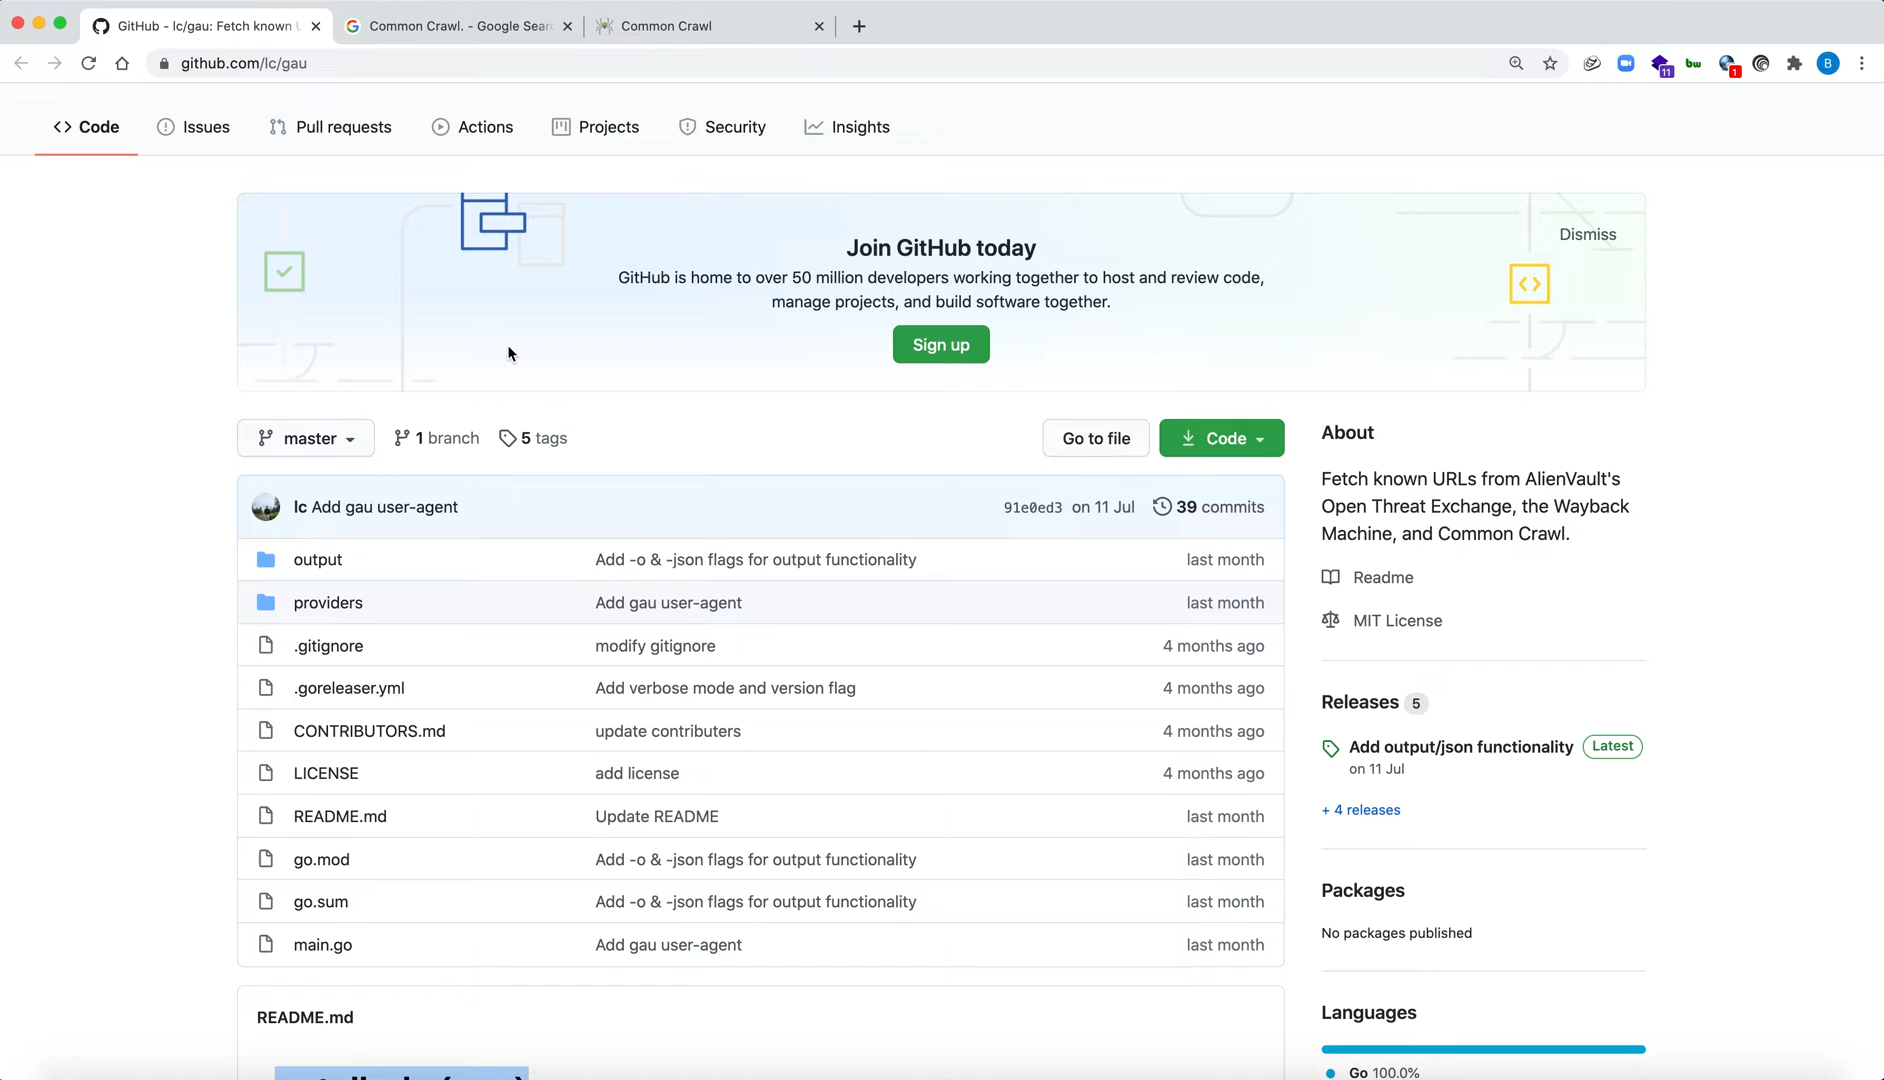 GitHub - lc/gau: Fetch known U
Common Crawl. - Google Sear
Common Crawl
github.com/lc/gau
11
bw
1
B
Code
Issues
Pull requests
Actions
Projects
Security
Insights
Join GitHub today
GitHub is home to over 50 million developers working together to host and review code,
manage projects, and build software together.
Sign up
Dismiss
master
1 branch
5 tags
Go to file
Code
lc Add gau user-agent
91e0ed3 on 11 Jul
39 commits
output Add -o & -json flags for output functionality last month
providers Add gau user-agent last month
.gitignore modify gitignore 4 months ago
.goreleaser.yml Add verbose mode and version flag 4 months ago
CONTRIBUTORS.md update contributors 4 months ago
LICENSE add license 4 months ago
README.md Update README last month
go.mod Add -o & -json flags for output functionality last month
go.sum Add -o & -json flags for output functionality last month
main.go Add gau user-agent last month
README.md
About
Fetch known URLs from AlienVault's
Open Threat Exchange, the Wayback
Machine, and Common Crawl.
Readme
MIT License
Releases 5
Add output/json functionality Latest
on 11 Jul
+ 4 releases
Packages
No packages published
Languages
Go 100.0%